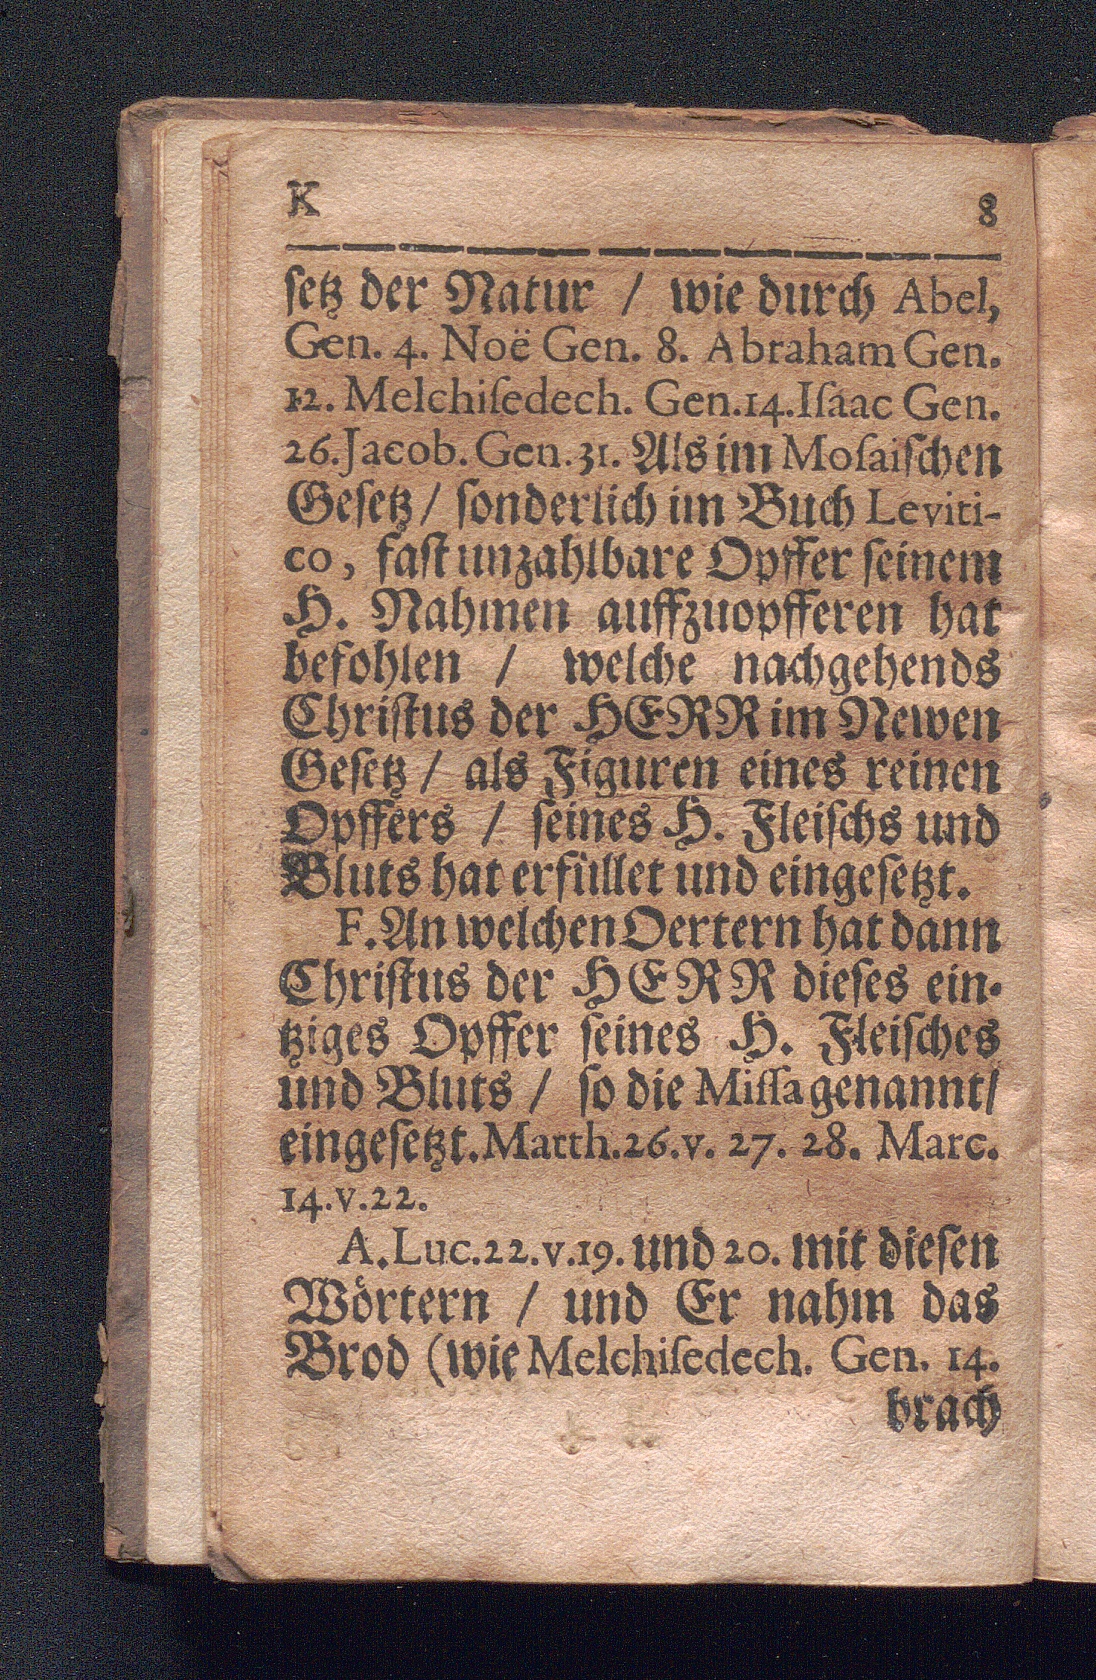 K 8
setz der Natur / wie durch Abel,
Gen. 4. Noë Gen. 8. Abraham Gen.
12. Melchiſedech. Gen.14. Iſaac Gen.
26. Jacob. Gen.31. Als im Moſaiſchen
Geſetz / ſonderlich im Buch Leviti-
co, faſt unzahlbare Opffer ſeinem
H. Nahmen auffzuopfferen hat
befohlen / welche nachgehends
Chriſtus der HERR im Newen
Geſetz / als Figuren eines reinen
Opffers / ſeines H. Fleiſchs und
Bluts hat erfüllet und eingeſetzt.
F. An welchen Oertern hat dann
Chriſtus der HERR dieſes ein-
tziges Opffer ſeines H. Fleiſches
und Bluts / ſo die Miſſa genannt /
eingeſetzt. Matth.26.v. 27. 28. Marc.
14.v.22.
A. Luc.22.v.19. und 20. mit dieſen
Wörtern / und Er nahm das
Brod (wie Melchiſedech. Gen. 14.
brach